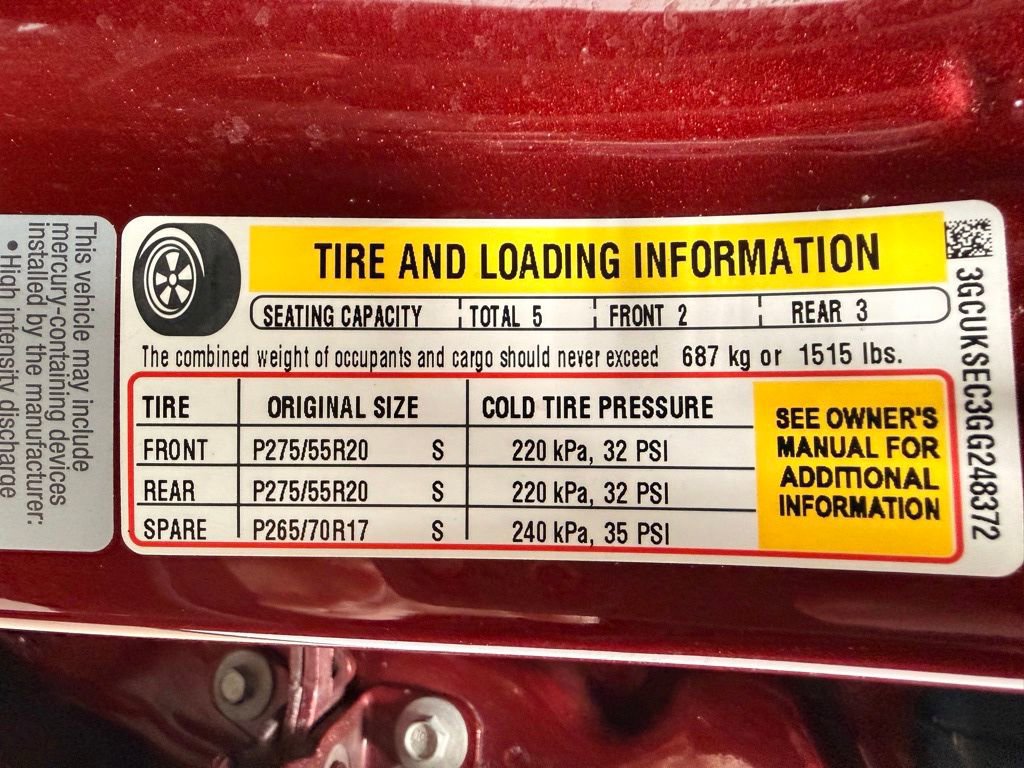 This vehicle may include
mercury-containing devices
installed by the manufacturer:
• High intensity discharge
TIRE AND LOADING INFORMATION
SEATING CAPACITY TOTAL 5 FRONT 2 REAR 3
The combined weight of occupants and cargo should never exceed 687 kg or 1515 lbs.
TIRE ORIGINAL SIZE COLD TIRE PRESSURE
FRONT P275/55R20 S 220 kPa, 32 PSI
REAR P275/55R20 S 220 kPa, 32 PSI
SPARE P265/70R17 S 240 kPa, 35 PSI
SEE OWNER'S
MANUAL FOR
ADDITIONAL
INFORMATION
3GCUKSEC3GG248372